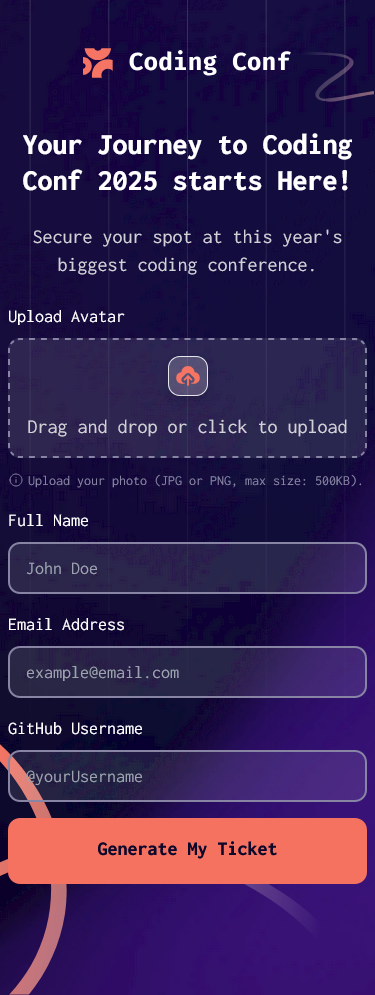 Coding Conf
Your Journey to Coding
Conf 2025 starts Here!
Secure your spot at this year's
biggest coding conference.
Upload Avatar
Drag and drop or click to upload
Upload your photo (JPG or PNG, max size: 500KB).
Full Name
John Doe
Email Address
example@email.com
GitHub Username
@yourUsername
Generate My Ticket